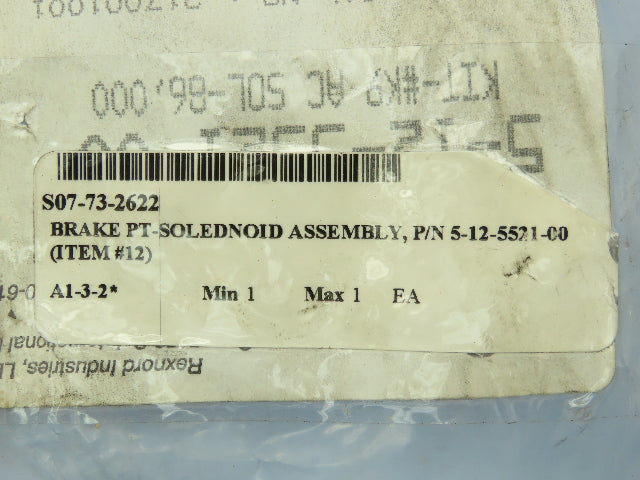 KIT-#K9 AC SOL-86,000
S07-73-2622
BRAKE PT-SOLEDNOID ASSEMBLY, P/N 5-12-5521-00
(ITEM #12)
A1-3-2* Min 1 Max 1 EA
Rexnord Industries,